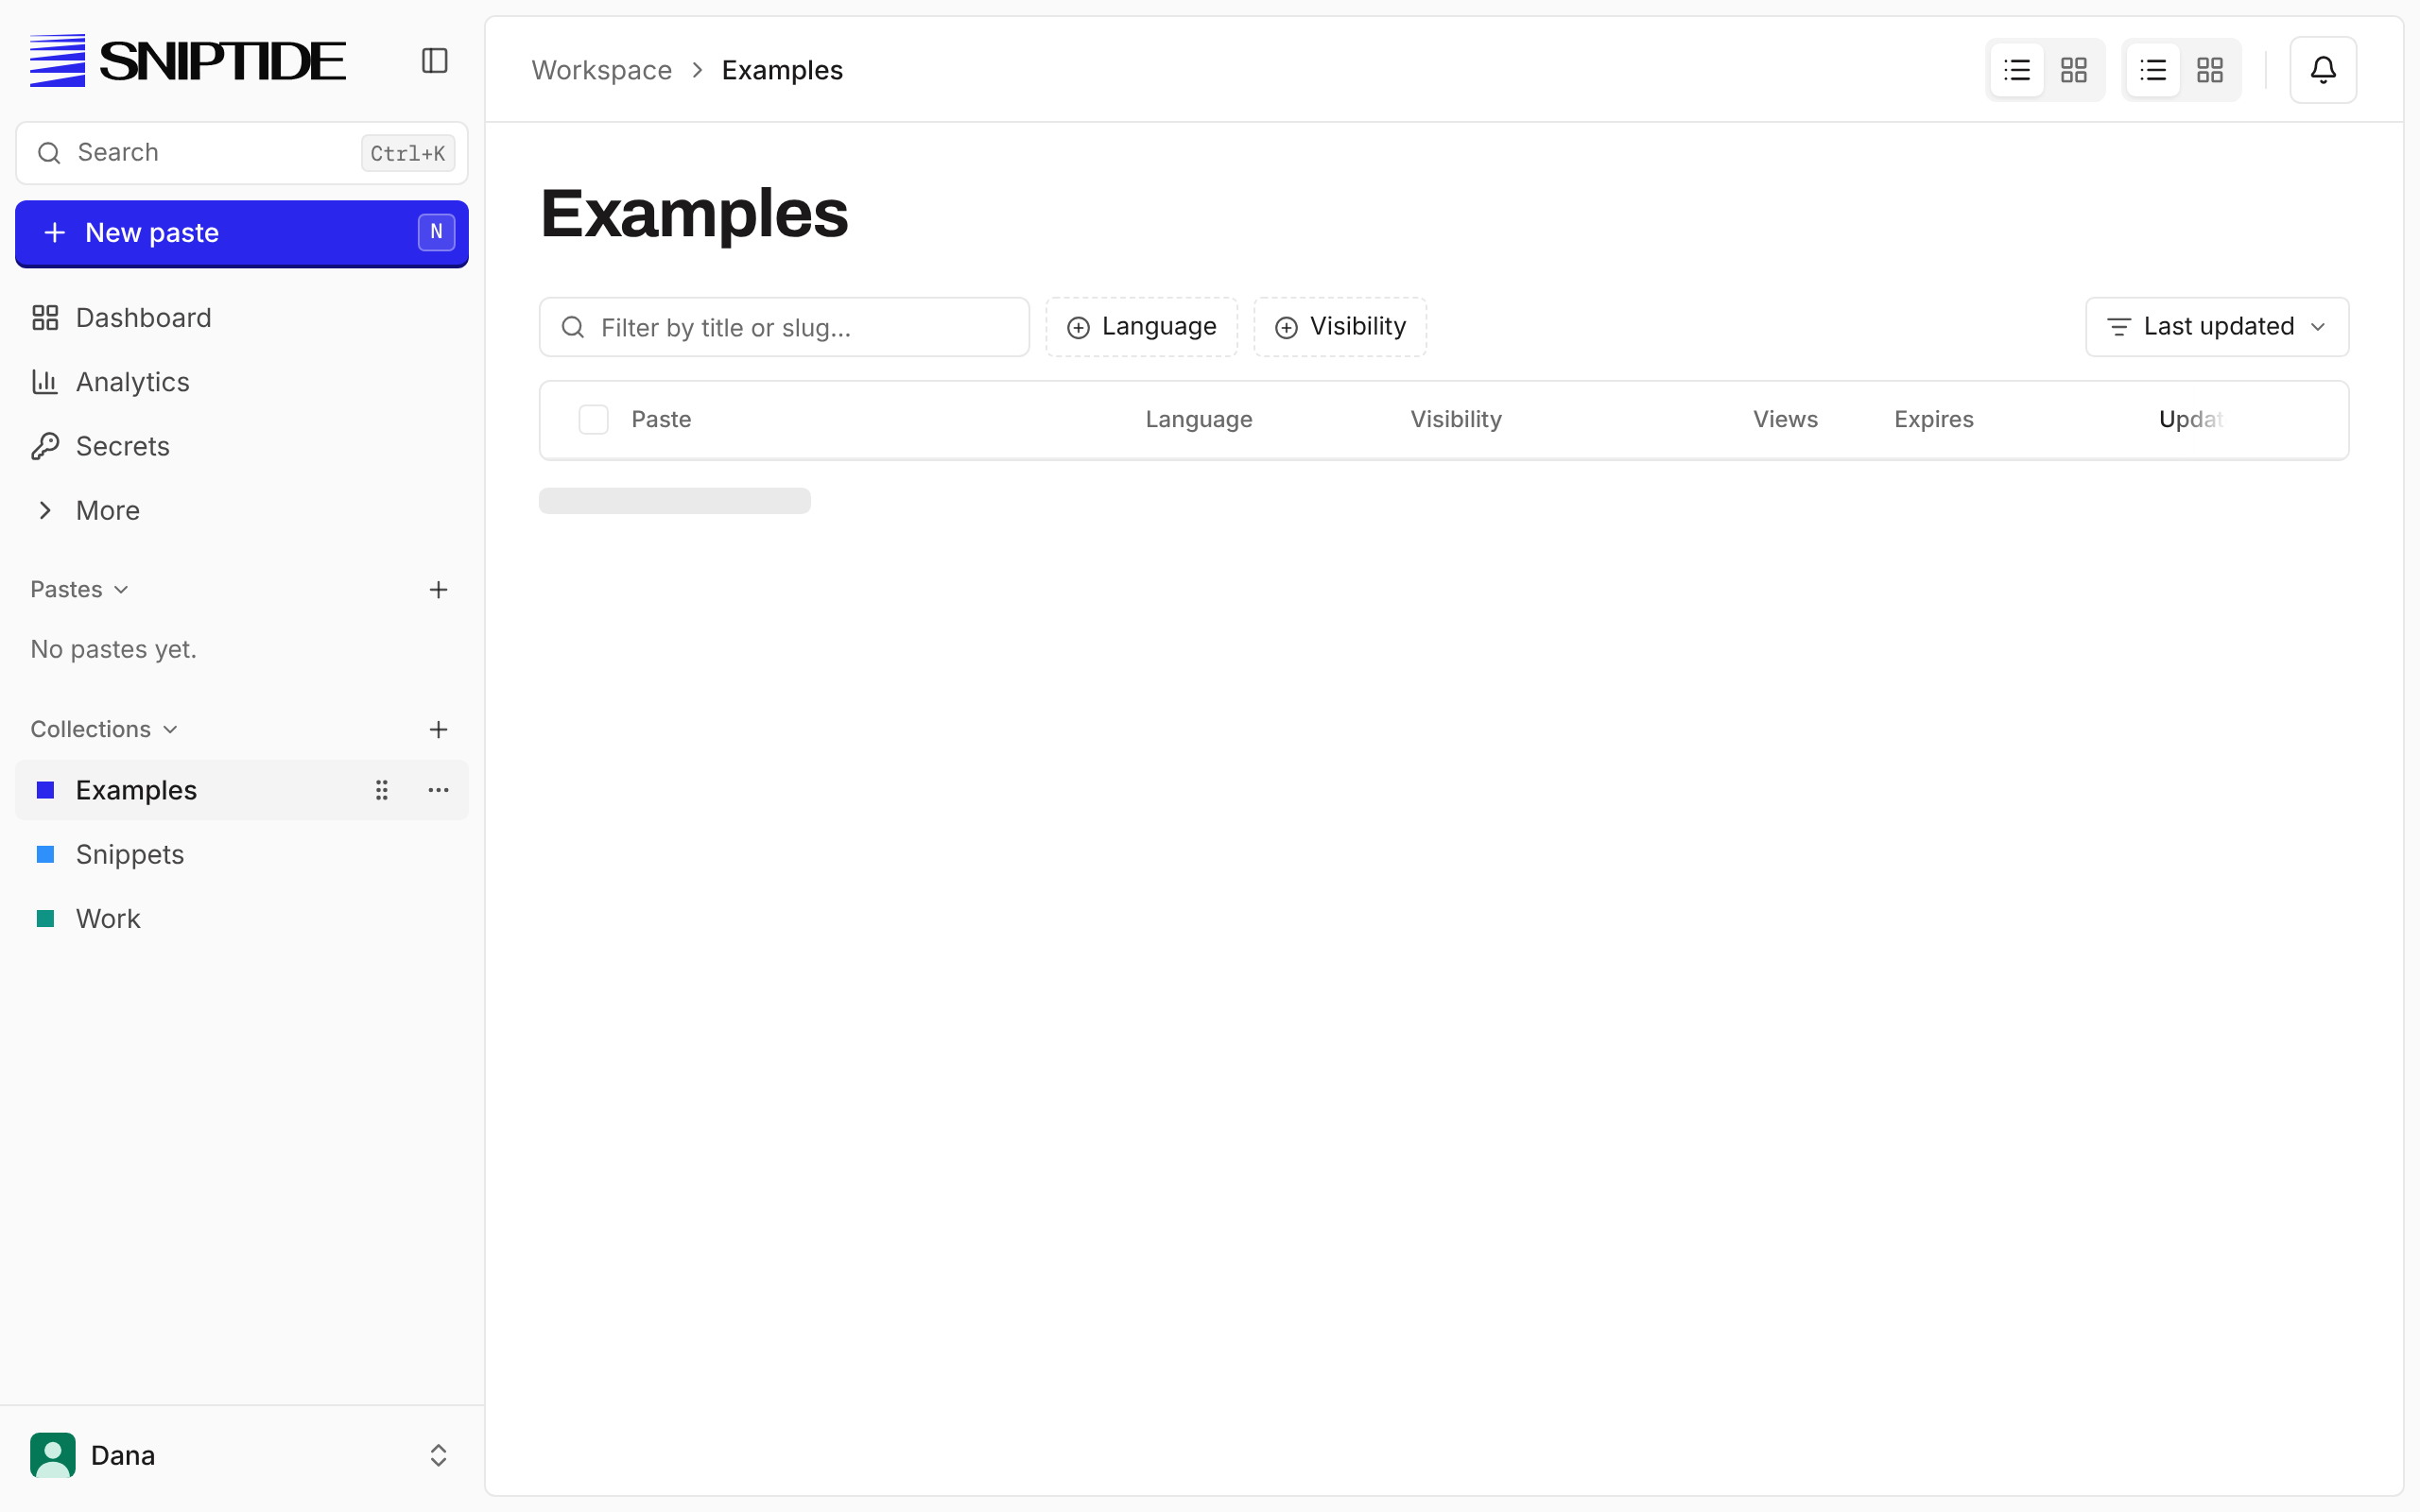 SNIPTIDE
Search
Ctrl+K
New paste
N
Dashboard
Analytics
Secrets
More
Pastes
No pastes yet.
Collections
Examples
Snippets
Work
Dana
Workspace > Examples
Examples
Filter by title or slug...
Language
Visibility
Last updated
Paste
Language
Visibility
Views
Expires
Updat